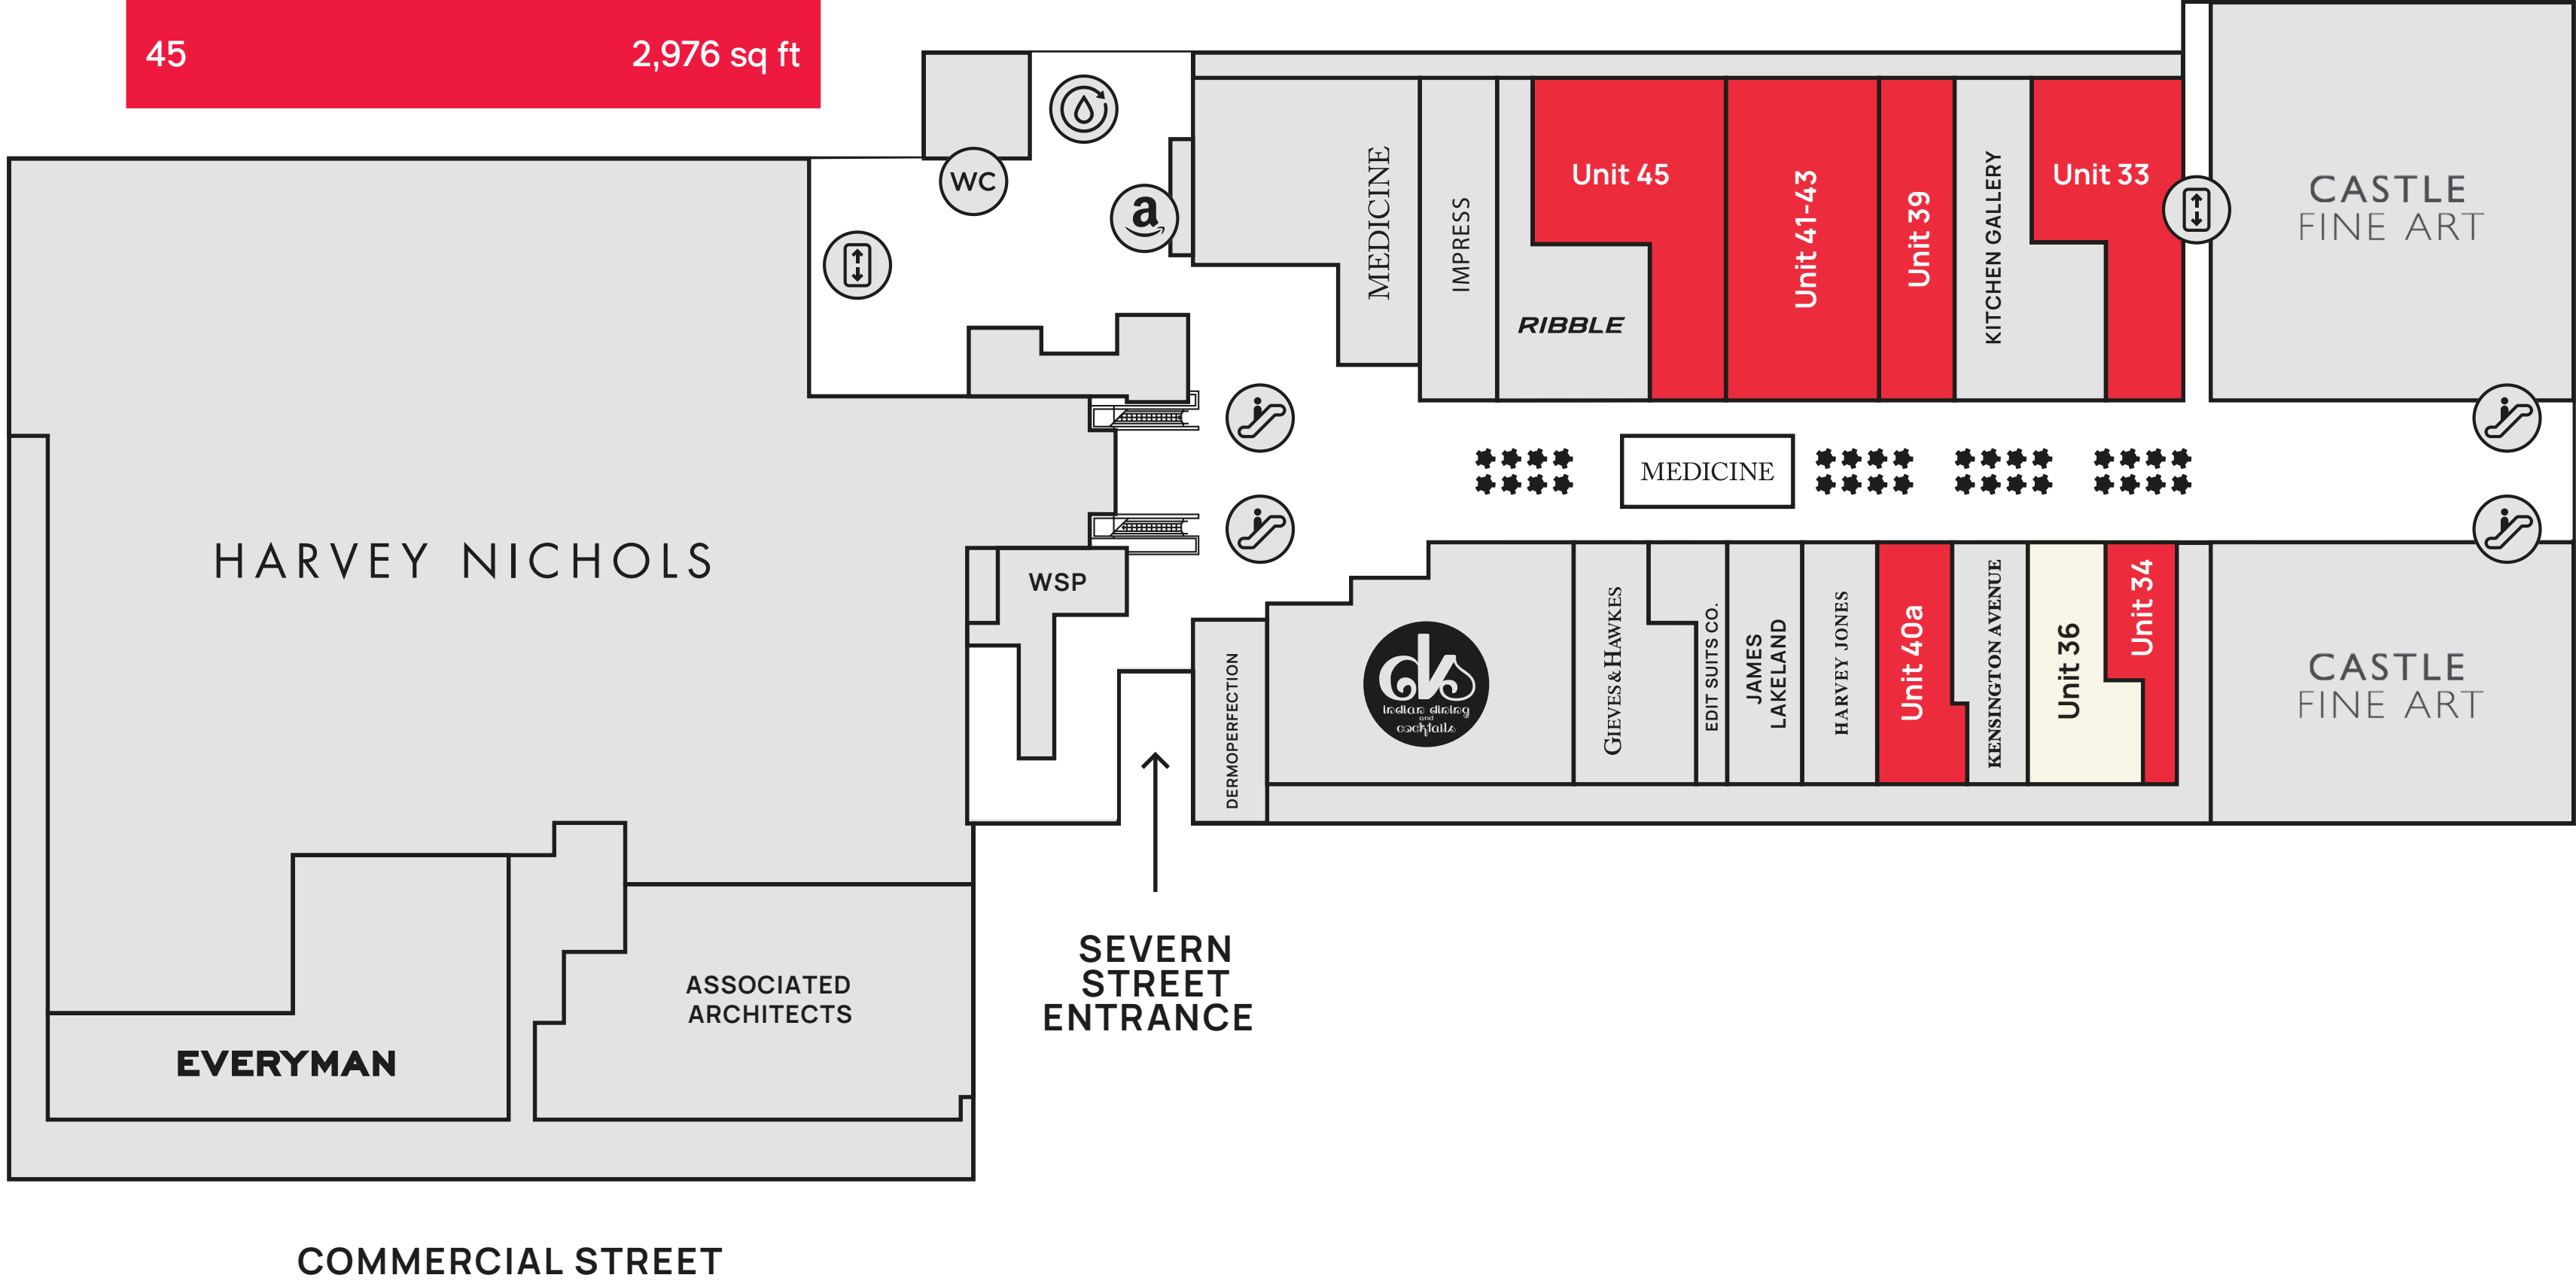 45 2,976 sq ft
WC
a
MEDICINE
IMPRESS
RIBBLE
Unit 45
Unit 41-43
Unit 39
KITCHEN GALLERY
Unit 33
CASTLE
FINE ART
MEDICINE
HARVEY NICHOLS
WSP
DERMOPERFECTION
dks
indian dining
and
cocktails
GIEVES & HAWKES
EDIT SUITS CO.
JAMES
LAKELAND
HARVEY JONES
Unit 40a
KENSINGTON AVENUE
Unit 36
Unit 34
CASTLE
FINE ART
SEVERN
STREET
ENTRANCE
ASSOCIATED
ARCHITECTS
EVERYMAN
COMMERCIAL STREET